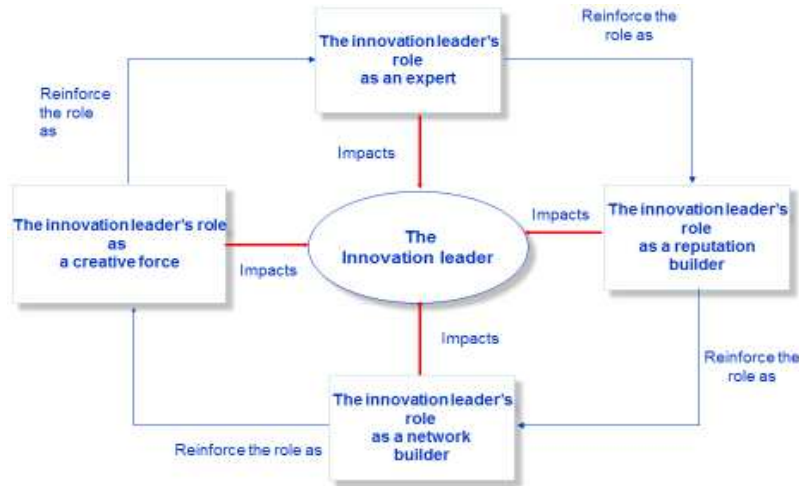 The innovation leader's
role
as an expert
Reinforce the
role as
Reinforce
the role
as
Impacts
The innovation leader's role
as
a creative force
Impacts
The
Innovation leader
Impacts
The innovation leader's
role
as a reputation
builder
Impacts
Reinforce the
role as
The innovation leader's
role
as a network
builder
Reinforce the role as